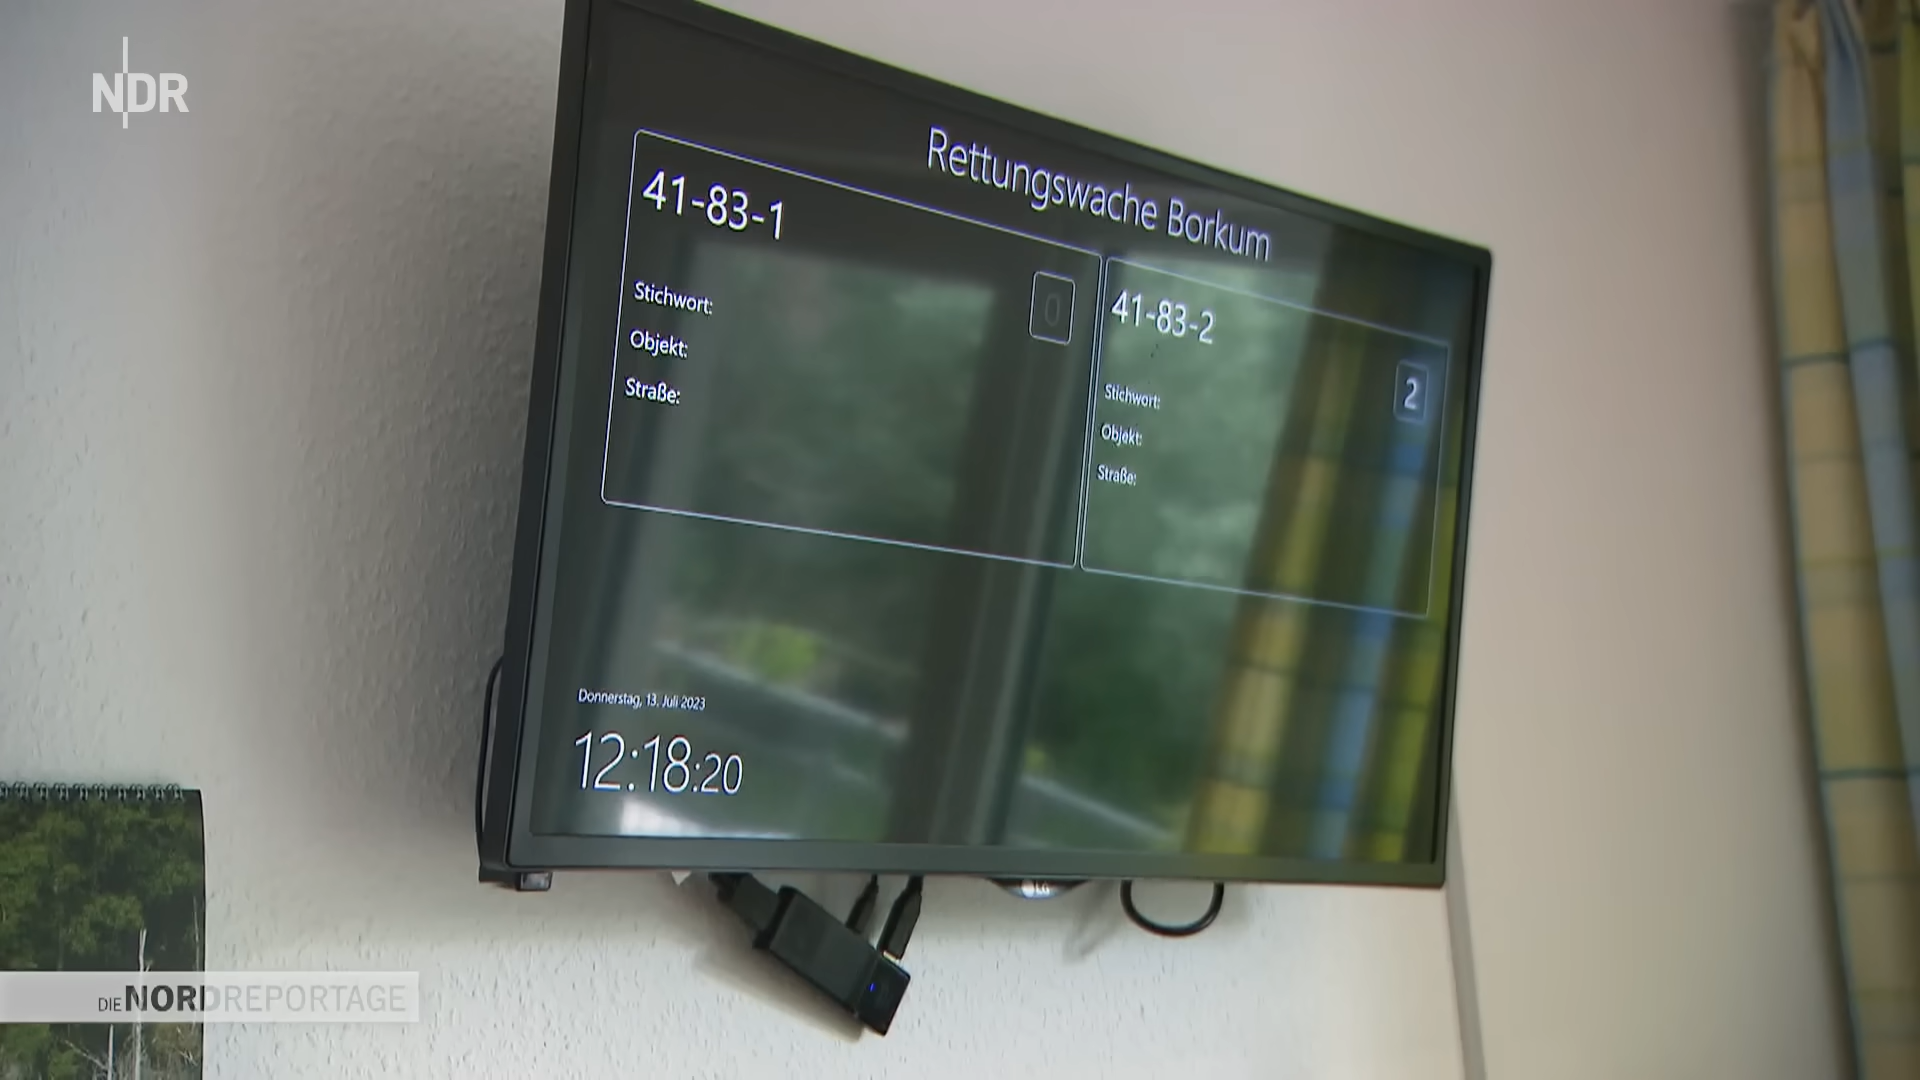 NDR
Rettungswache Borkum
41-83-1
0
Stichwort:
Objekt:
Straße:
41-83-2
2
Stichwort:
Objekt:
Straße:
Donnerstag, 13. Juli 2023
12:18:20
LG
DIE NORDREPORTAGE